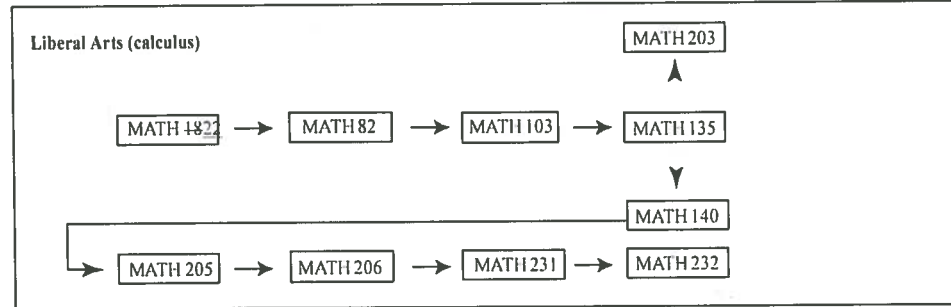 Liberal Arts (calculus)
MATH 203
MATH 1822 MATH 82 MATH 103 MATH 135
MATH 140
MATH 205 MATH 206 MATH 231 MATH 232